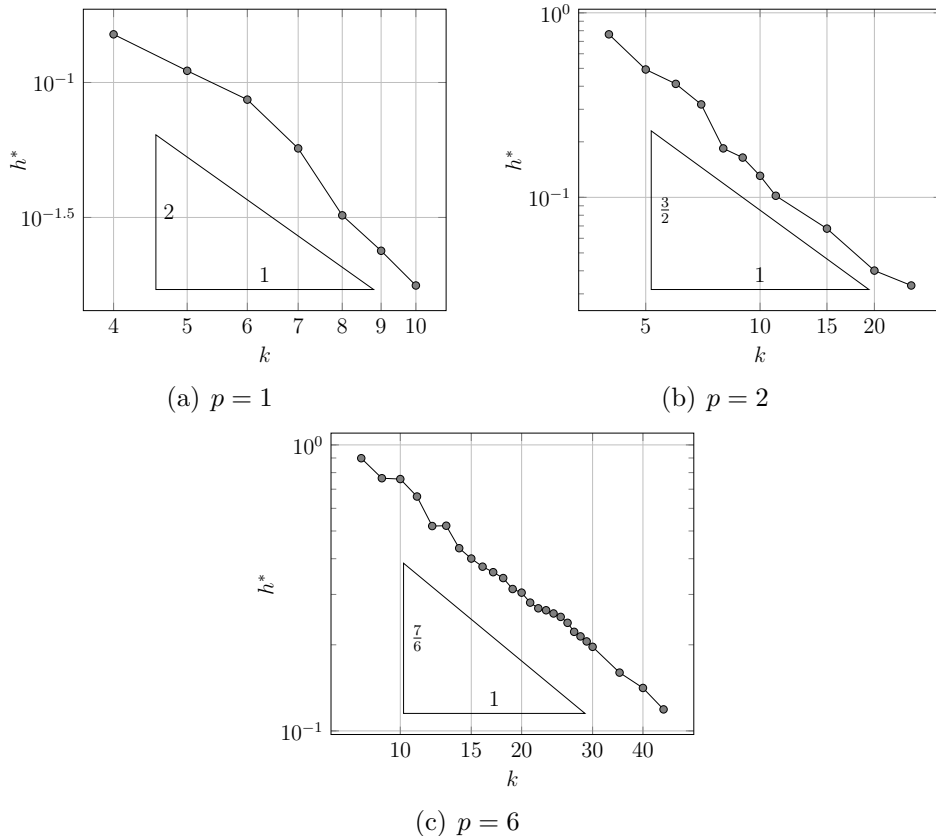 10^{-1}
10^{-1.5}
h^*
2
1
4 5 6 7 8 9 10
k
(a) p = 1
10^0
10^{-1}
h^*
3/2
1
5 10 15 20
k
(b) p = 2
10^0
10^{-1}
h^*
7/6
1
10 15 20 30 40
k
(c) p = 6